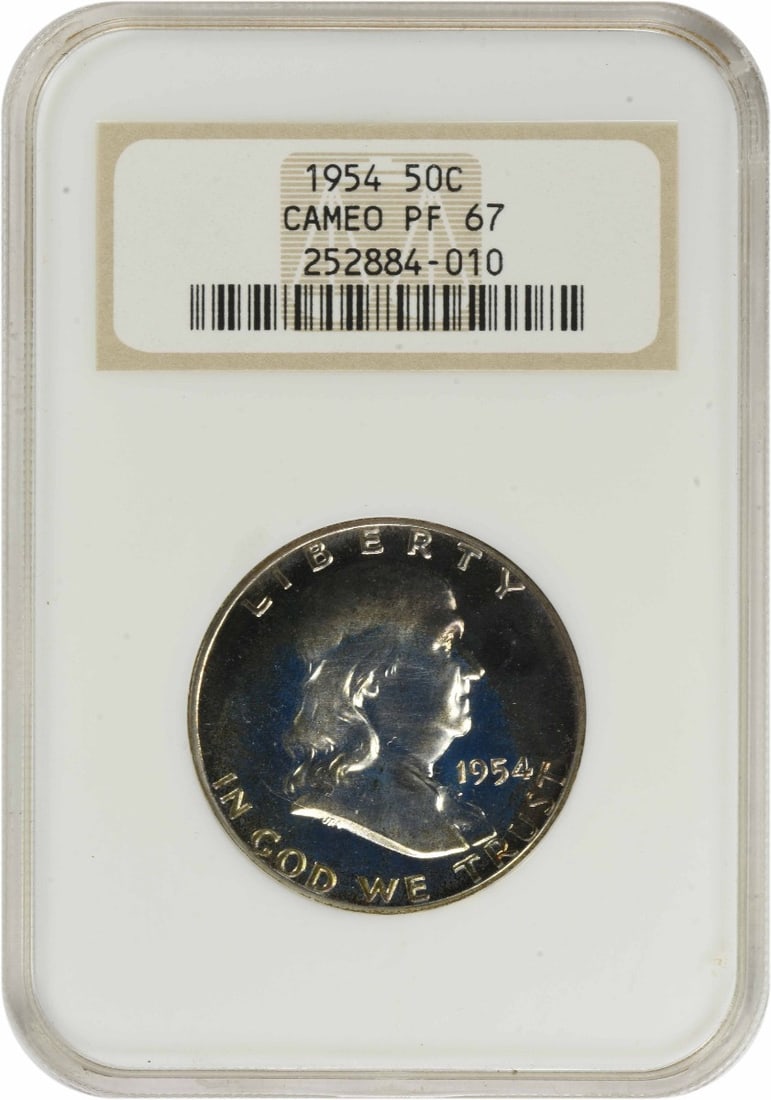 1954 50C
CAMEO PF 67
252884-010
LIBERTY
1954
IN GOD WE TRUST